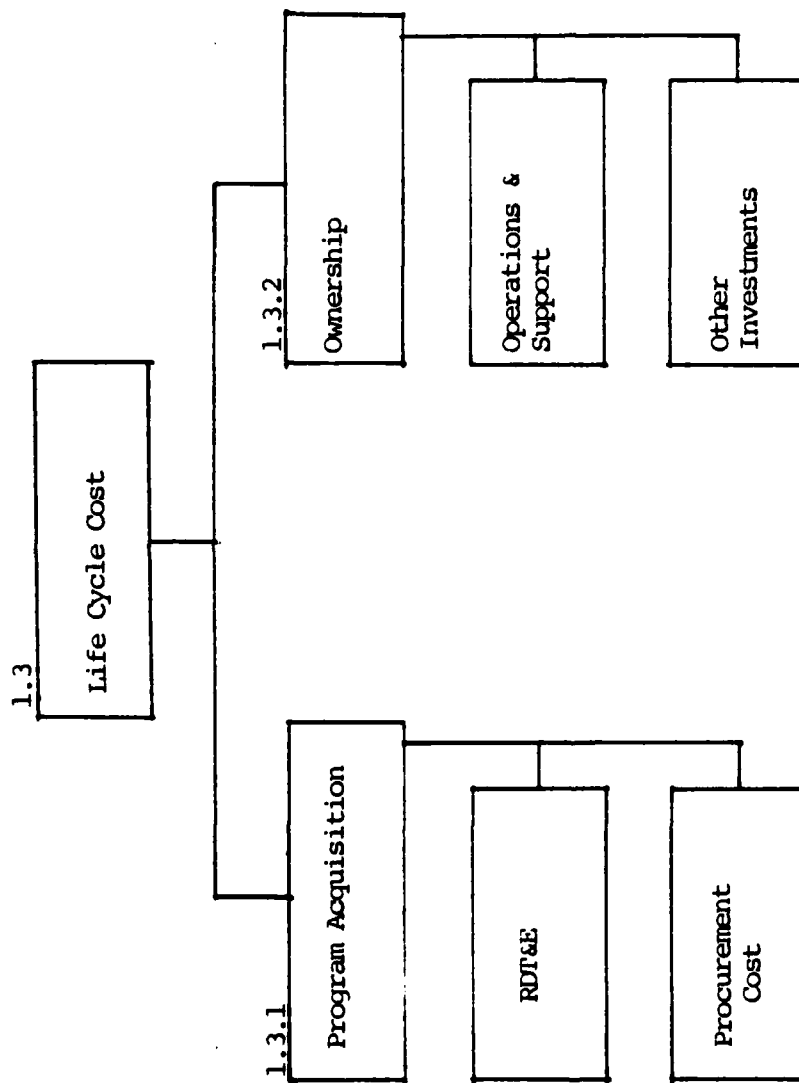 1.3
Life Cycle Cost
1.3.1
Program Acquisition
RDT&E
Procurement
Cost
1.3.2
Ownership
Operations &
Support
Other
Investments